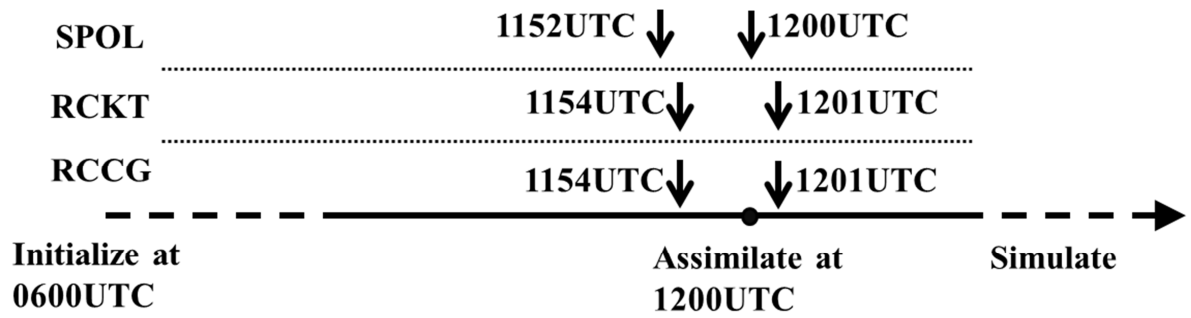 SPOL 1152UTC 1200UTC
RCKT 1154UTC 1201UTC
RCCG 1154UTC 1201UTC
Initialize at Assimilate at Simulate
0600UTC 1200UTC